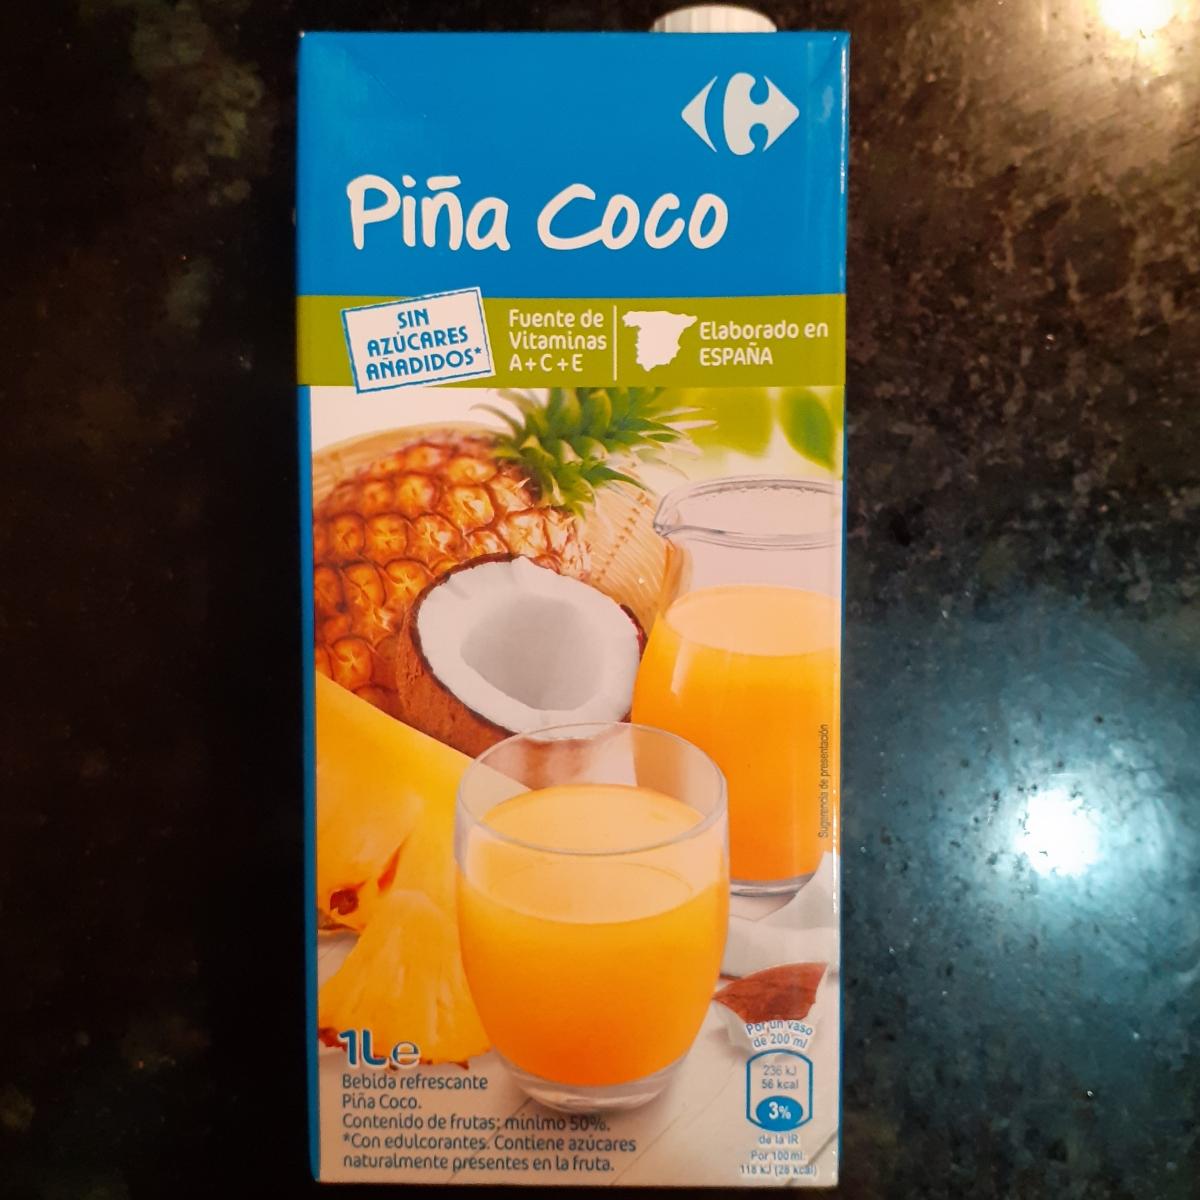 Piña Coco
SIN
AZÚCARES
AÑADIDOS*
Fuente de
Vitaminas
A+C+E
Elaborado en
ESPAÑA
Sugerencia de presentación
1L e
Bebida refrescante
Piña Coco.
Contenido de frutas: mínimo 50%.
*Con edulcorantes. Contiene azúcares
naturalmente presentes en la fruta.
Por un vaso
de 200 ml
236 kJ
56 kcal
3%
de la IR
Por 100 ml:
118 kJ (28 kcal)